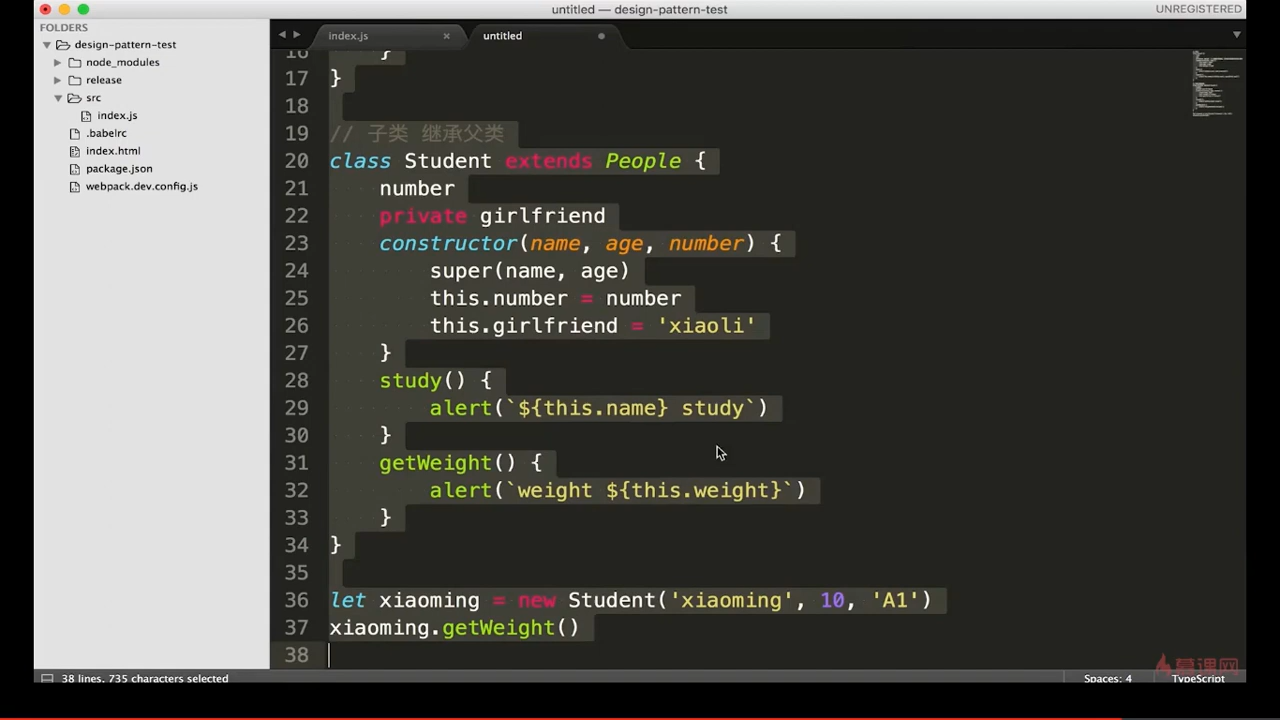 untitled — design-pattern-test
UNREGISTERED
FOLDERS
design-pattern-test
node_modules
release
src
index.js
.babelrc
index.html
package.json
webpack.dev.config.js
index.js
untitled
16 }
17 }
18
19 // 子类 继承父类
20 class Student extends People {
21 number
22 private girlfriend
23 constructor(name, age, number) {
24 super(name, age)
25 this.number = number
26 this.girlfriend = 'xiaoli'
27 }
28 study() {
29 alert(`${this.name} study`)
30 }
31 getWeight() {
32 alert(`weight ${this.weight}`)
33 }
34 }
35
36 let xiaoming = new Student('xiaoming', 10, 'A1')
37 xiaoming.getWeight()
38
慕课网
38 lines, 735 characters selected
Spaces: 4
TypeScript